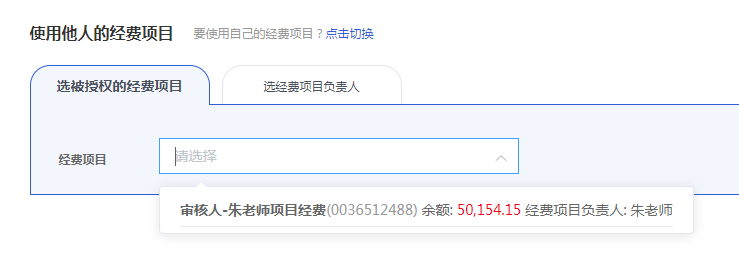 使用他人的经费项目 要使用自己的经费项目？点击切换
选被授权的经费项目 选经费项目负责人
经费项目 请选择
审核人-朱老师项目经费(0036512488) 余额: 50,154.15 经费项目负责人: 朱老师